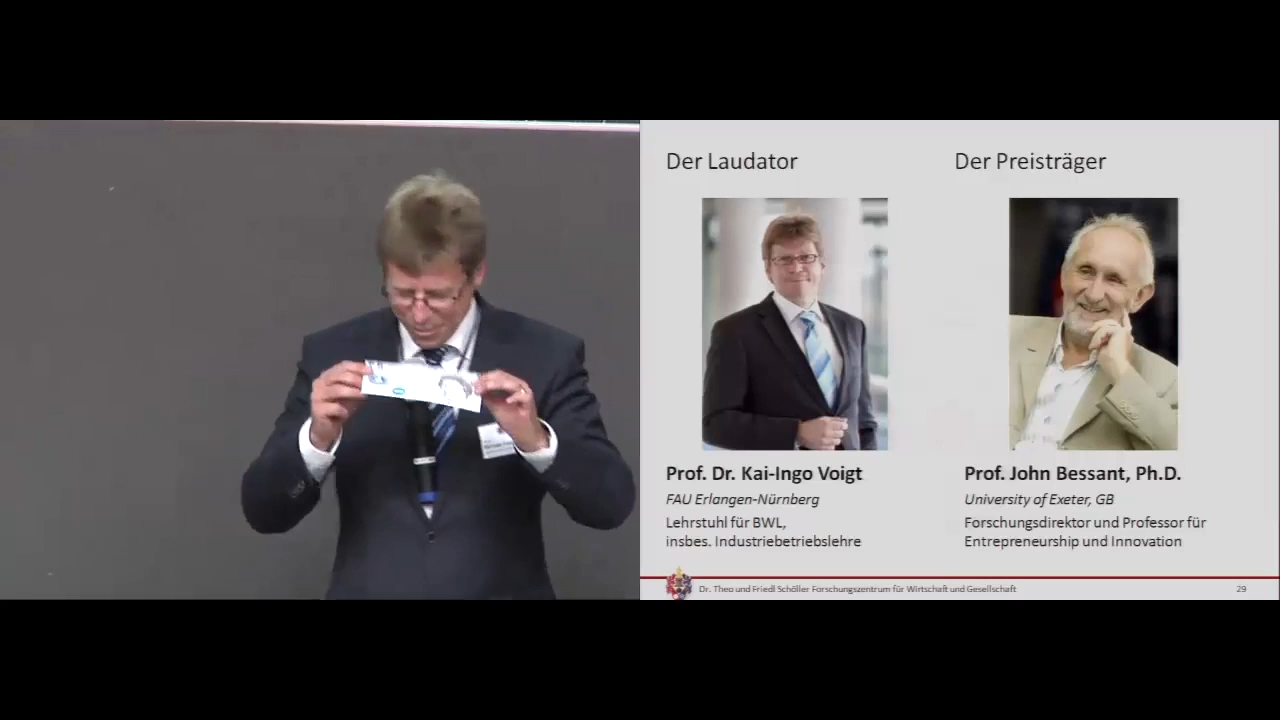 Der Laudator
Der Preisträger
Prof. Dr. Kai-Ingo Voigt
FAU Erlangen-Nürnberg
Lehrstuhl für BWL,
insbes. Industriebetriebslehre
Prof. John Bessant, Ph.D.
University of Exeter, GB
Forschungsdirektor und Professor für
Entrepreneurship und Innovation
Dr. Theo und Friedl Schöller Forschungszentrum für Wirtschaft und Gesellschaft
29